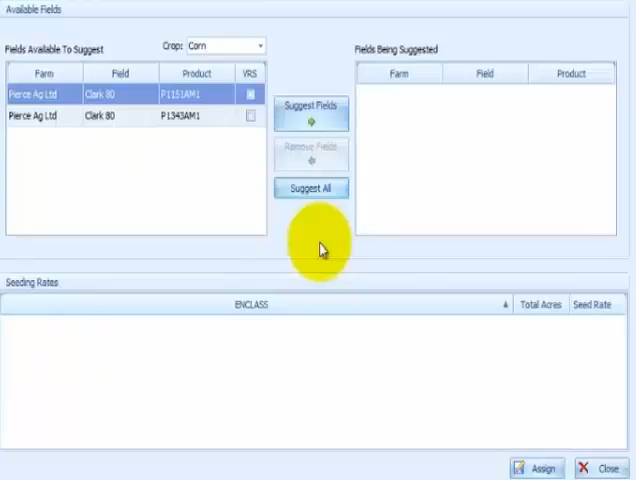 Available Fields
Fields Available To Suggest Crop: Corn Fields Being Suggested
Farm Field Product VRS Farm Field Product
Pierce Ag Ltd Clark 80 P1151AM1
Pierce Ag Ltd Clark 80 P1343AM1
Suggest Fields
Remove Fields
Suggest All
Seeding Rates
ENCLASS Total Acres Seed Rate
Assign Close